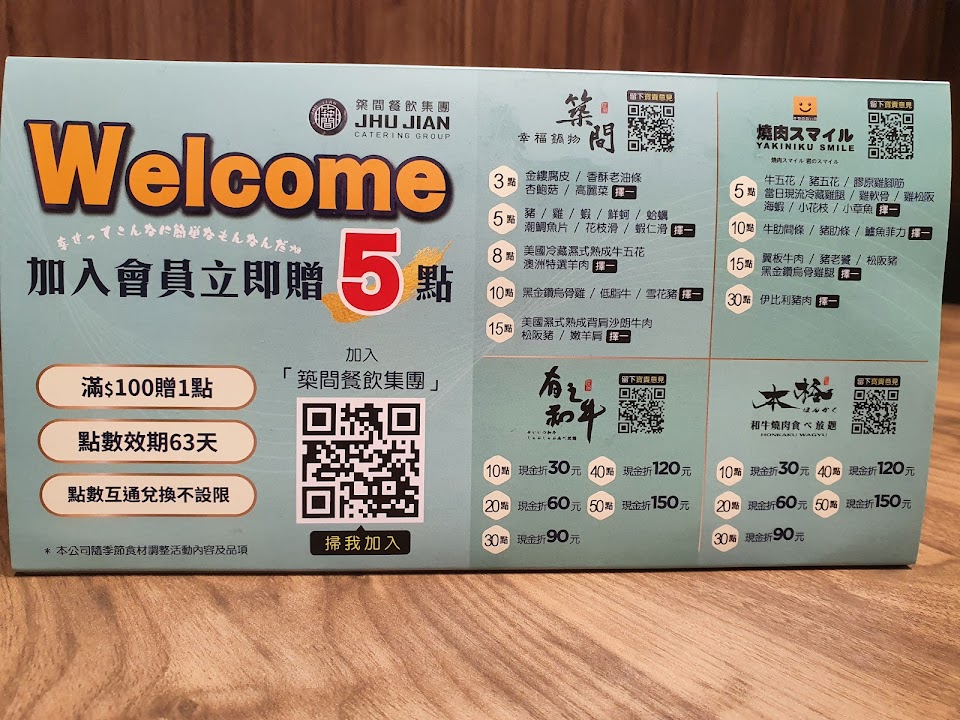 築間餐飲集團
JHU JIAN
CATERING GROUP
Welcome
幸せってこんなに簡単なもんなんだね
加入會員立即贈5點
滿$100贈1點
點數效期63天
點數互通兌換不設限
* 本公司隨季節食材調整活動內容及品項
加入
「築間餐飲集團」
掃我加入
築間
幸福鍋物
留下寶貴意見
3點 金縷腐皮 / 香酥老油條
杏鮑菇 / 高麗菜 擇一
5點 豬 / 雞 / 蝦 / 鮮蚵 / 蛤蠣
潮鯛魚片 / 花枝滑 / 蝦仁滑 擇一
8點 美國冷藏濕式熟成牛五花
澳洲特選羊肉 擇一
10點 黑金鑽烏骨雞 / 低脂牛 / 雪花豬 擇一
15點 美國濕式熟成背肩沙朗牛肉
松阪豬 / 嫩羊肩 擇一
留下寶貴意見
燒肉スマイル
YAKINIKU SMILE
燒肉スマイル 君のスマイル
5點 牛五花 / 豬五花 / 膠原雞腳筋
當日現流冷藏雞腿 / 雞軟骨 / 雞松阪
海蝦 / 小花枝 / 小章魚 擇一
10點 牛肋間條 / 豬肋條 / 鱸魚菲力 擇一
15點 翼板牛肉 / 豬老饕 / 松阪豬
黑金鑽烏骨雞腿 擇一
30點 伊比利豬肉 擇一
有之和牛
留下寶貴意見
10點 現金折30元 40點 現金折120元
20點 現金折60元 50點 現金折150元
30點 現金折90元
本格
ほんかく
和牛燒肉食べ放題
HONKAKU WAGYU
留下寶貴意見
10點 現金折30元 40點 現金折120元
20點 現金折60元 50點 現金折150元
30點 現金折90元